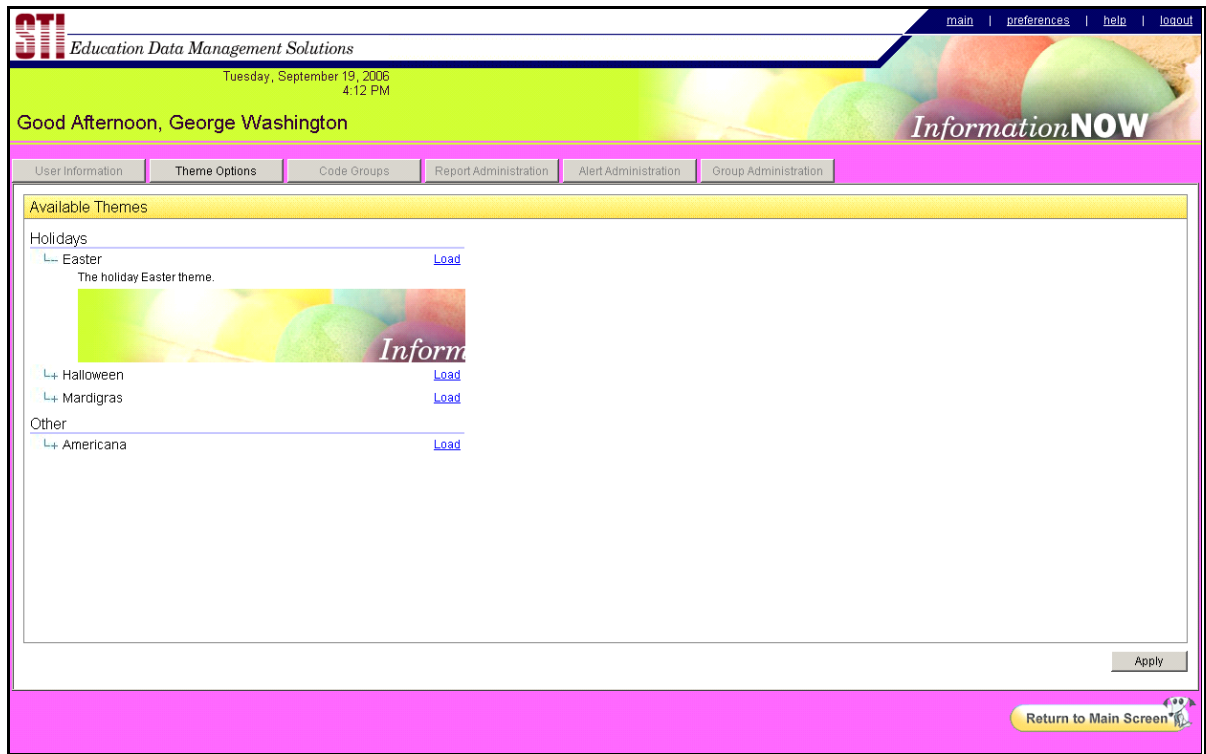 STI
main | preferences | help | logout
Education Data Management Solutions
Tuesday, September 19, 2006
4:12 PM
Good Afternoon, George Washington
InformationNOW
User Information Theme Options Code Groups Report Administration Alert Administration Group Administration
Available Themes
Holidays
Easter Load
The holiday Easter theme.
Inform
Halloween Load
Mardigras Load
Other
Americana Load
Apply
Return to Main Screen